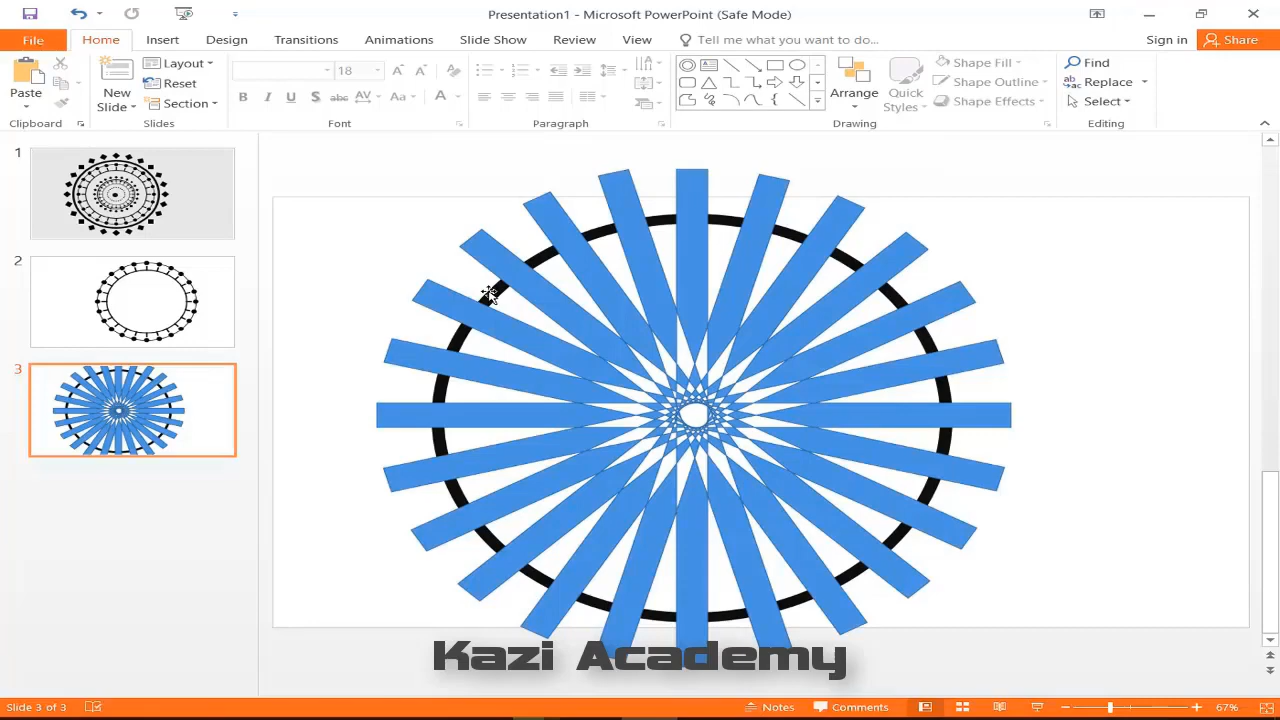 Presentation1 - Microsoft PowerPoint (Safe Mode)
File Home Insert Design Transitions Animations Slide Show Review View Tell me what you want to do... Sign in Share
Paste
New Slide
Layout
Reset
Section
18
B I U S abc AV Aa A
Arrange
Quick Styles
Shape Fill
Shape Outline
Shape Effects
Find
Replace
Select
Clipboard Slides Font Paragraph Drawing Editing
1
2
3
Kazi Academy
Slide 3 of 3 Notes Comments 67%